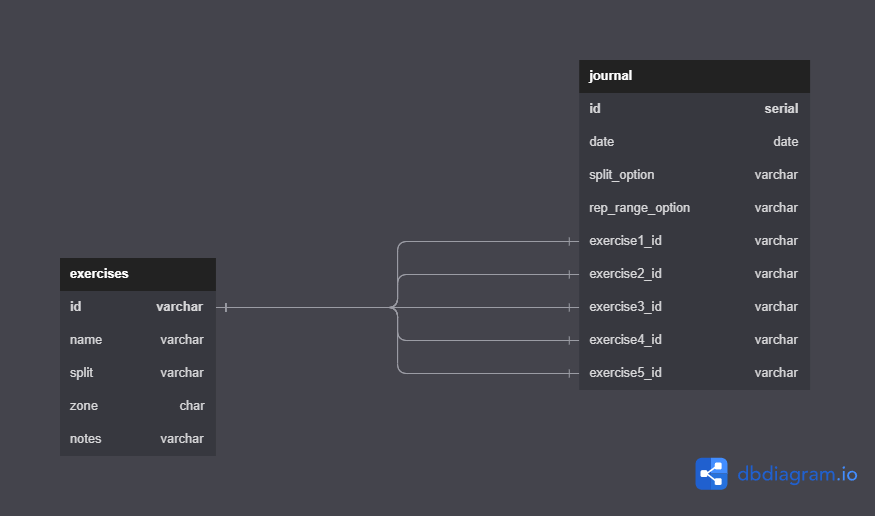 journal
id serial
date date
split_option varchar
rep_range_option varchar
exercise1_id varchar
exercise2_id varchar
exercise3_id varchar
exercise4_id varchar
exercise5_id varchar
exercises
id varchar
name varchar
split varchar
zone char
notes varchar
dbdiagram.io